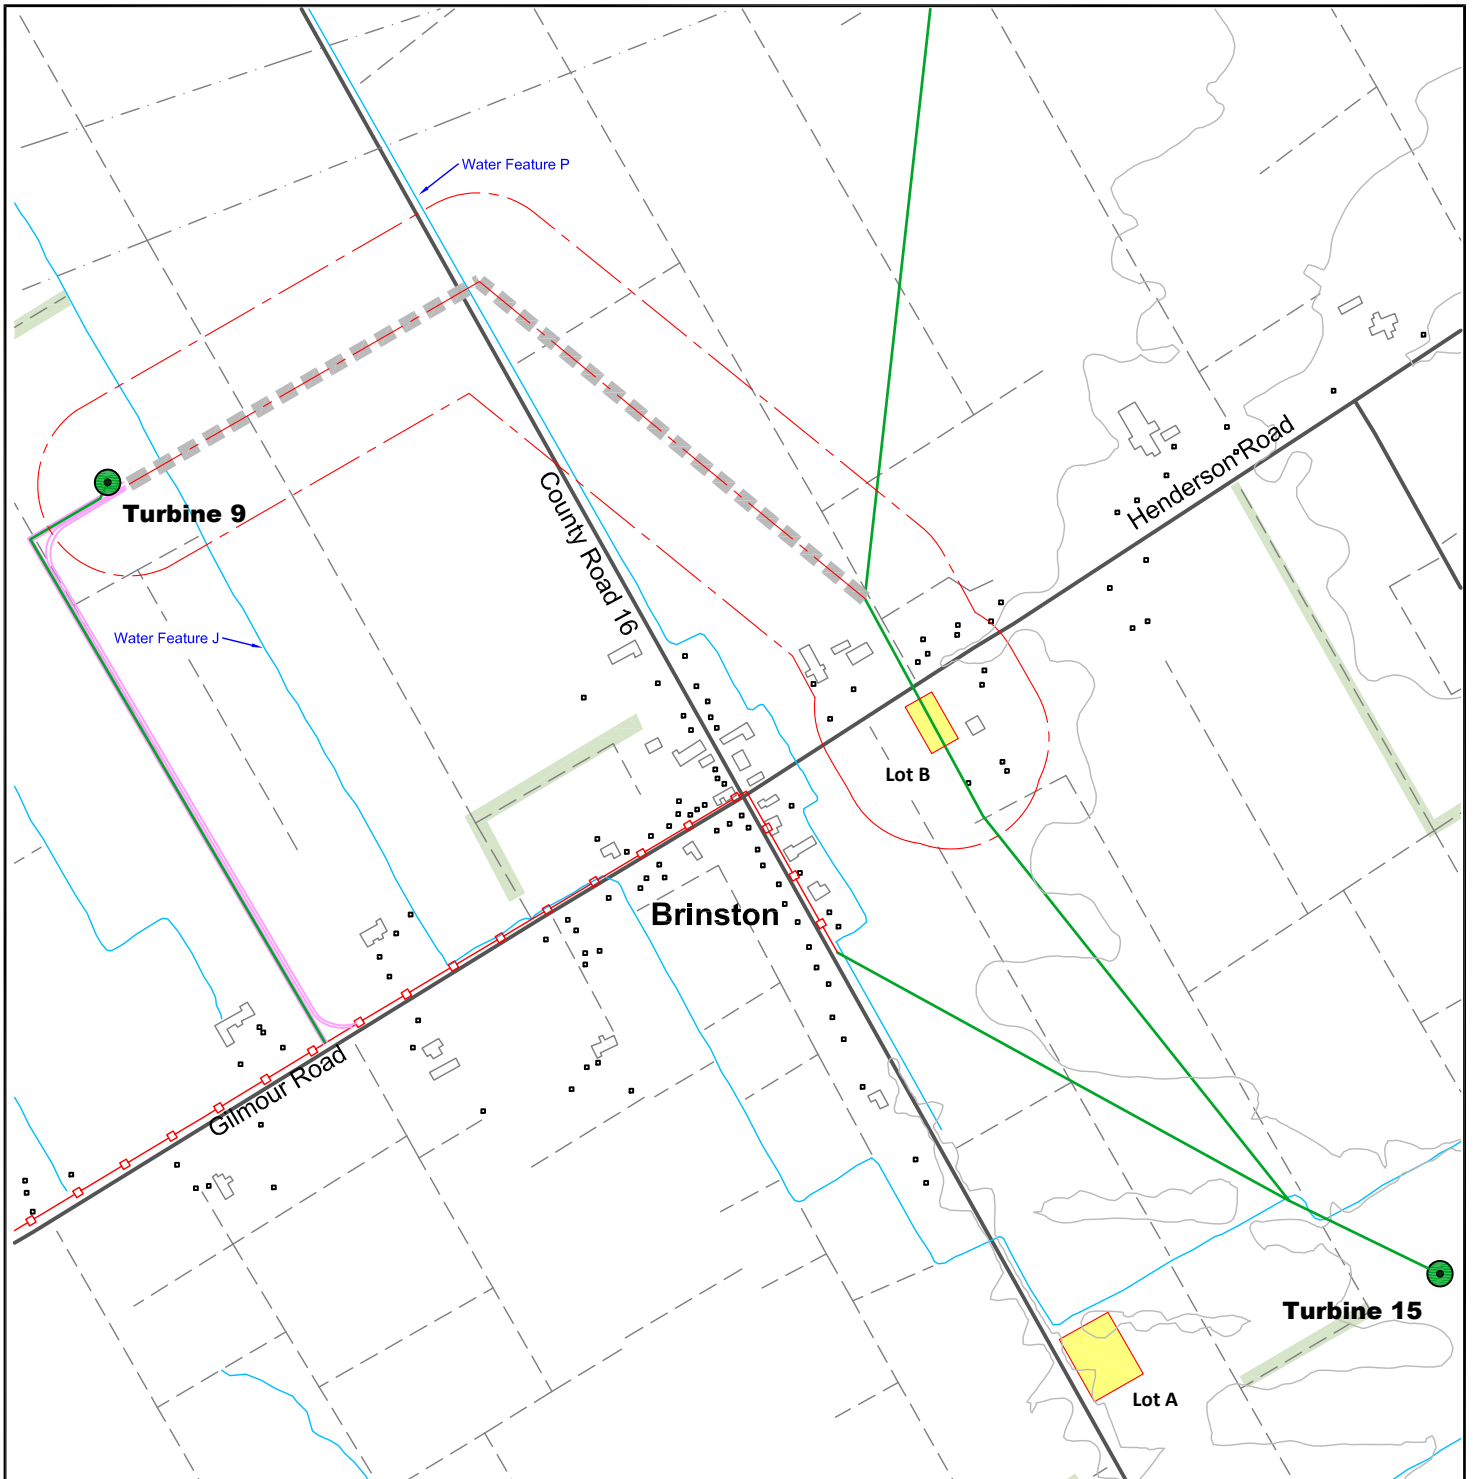 Water Feature P
Henderson Road
County Road 16
Turbine 9
Water Feature J
Lot B
Brinston
Gilmour Road
Turbine 15
Lot A